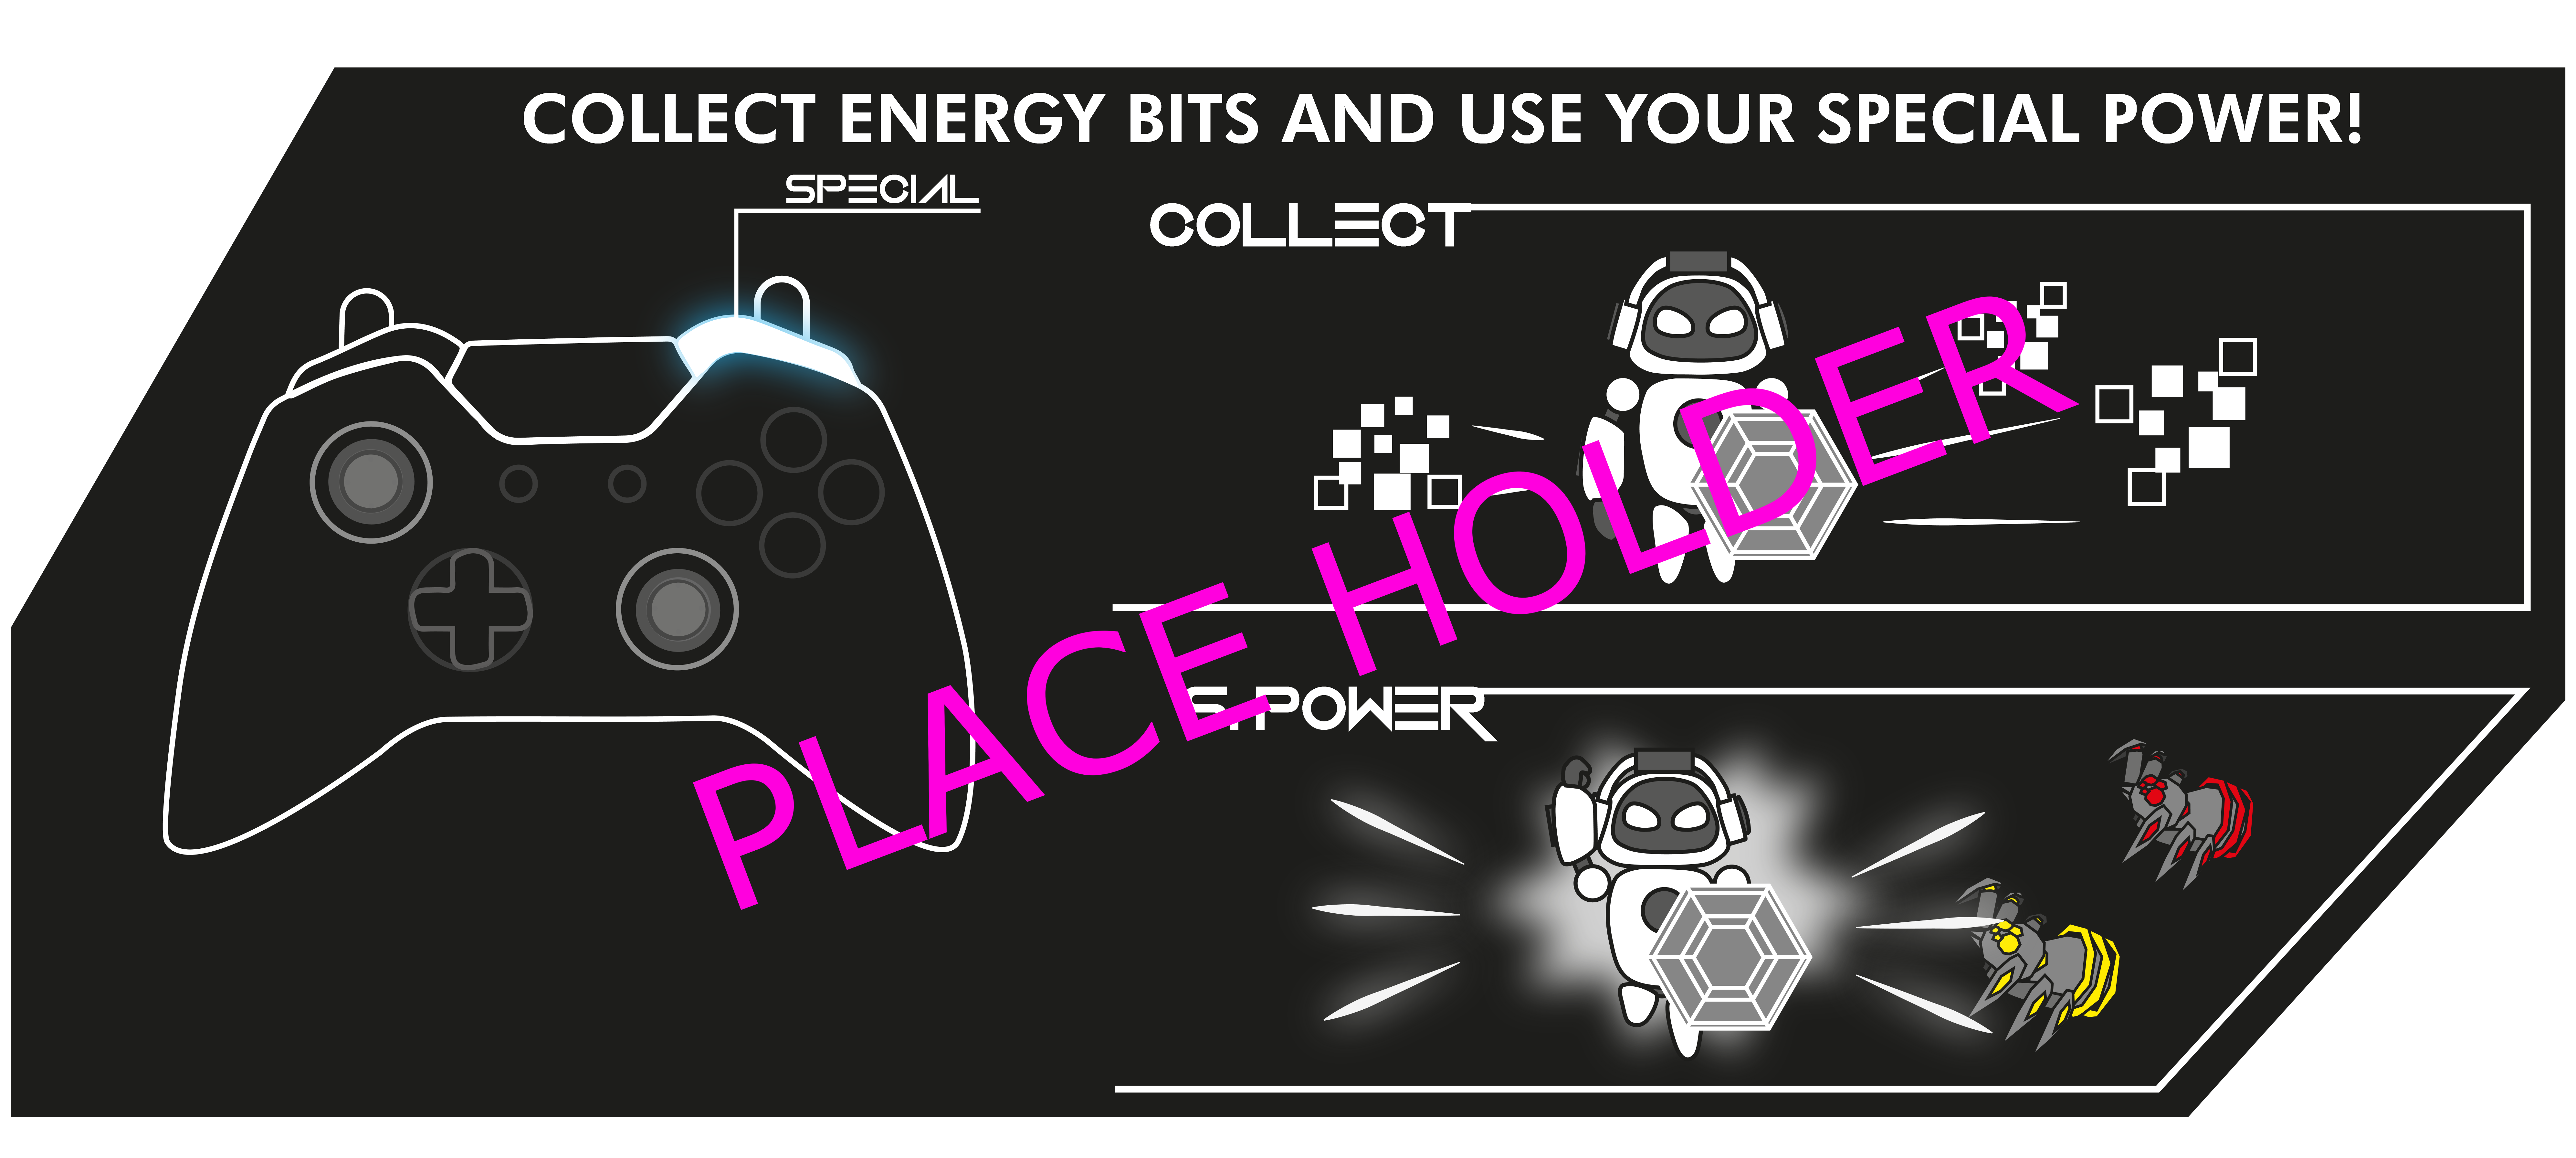 COLLECT ENERGY BITS AND USE YOUR SPECIAL POWER!
SPECIAL
COLLECT
PLACE HOLDER
S.POWER